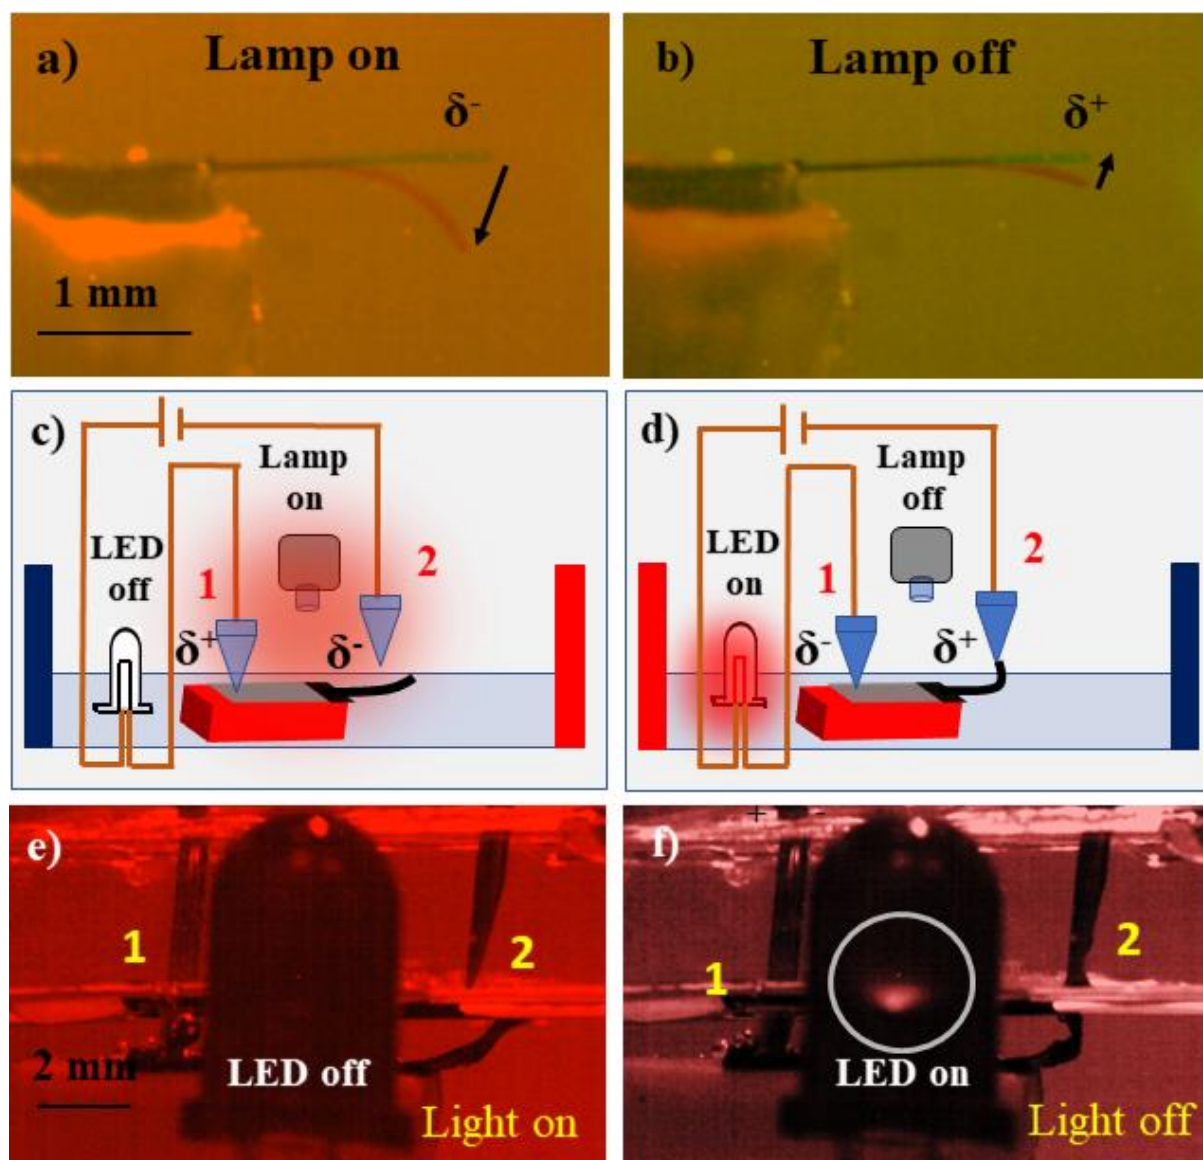 a)
Lamp on
δ-
1 mm
b)
Lamp off
δ+
c)
Lamp
on
LED
off
1
2
δ+
δ-
d)
Lamp
off
LED
on
1
2
δ-
δ+
e)
1
2
2 mm
LED off
Light on
+ -
f)
1
2
LED on
Light off